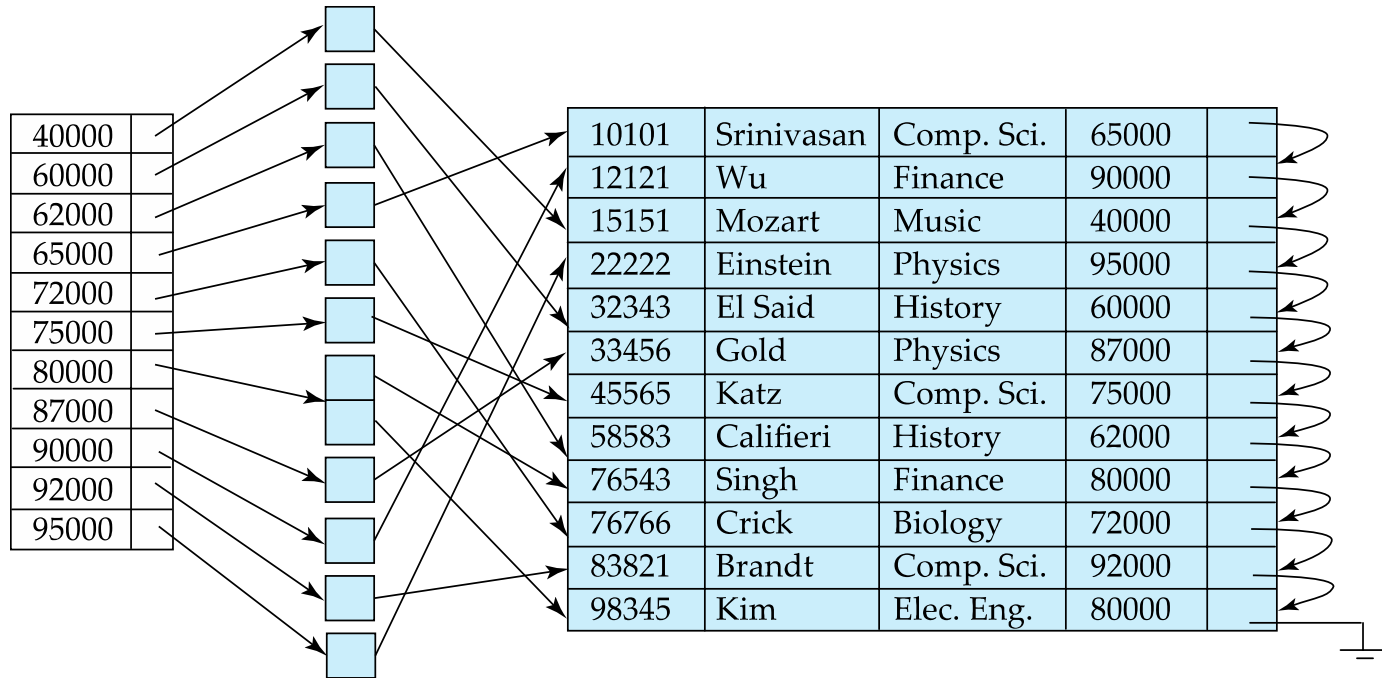 40000
60000
62000
65000
72000
75000
80000
87000
90000
92000
95000
10101 Srinivasan Comp. Sci. 65000
12121 Wu Finance 90000
15151 Mozart Music 40000
22222 Einstein Physics 95000
32343 El Said History 60000
33456 Gold Physics 87000
45565 Katz Comp. Sci. 75000
58583 Califieri History 62000
76543 Singh Finance 80000
76766 Crick Biology 72000
83821 Brandt Comp. Sci. 92000
98345 Kim Elec. Eng. 80000